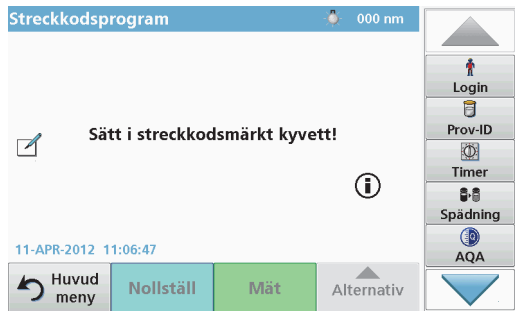 Streckkodsprogram 000 nm
Sätt i streckkodsmärkt kyvett!
11-APR-2012 11:06:47
Huvud
meny
Nollställ
Mät
Alternativ
Login
Prov-ID
Timer
Spädning
AQ
AQA